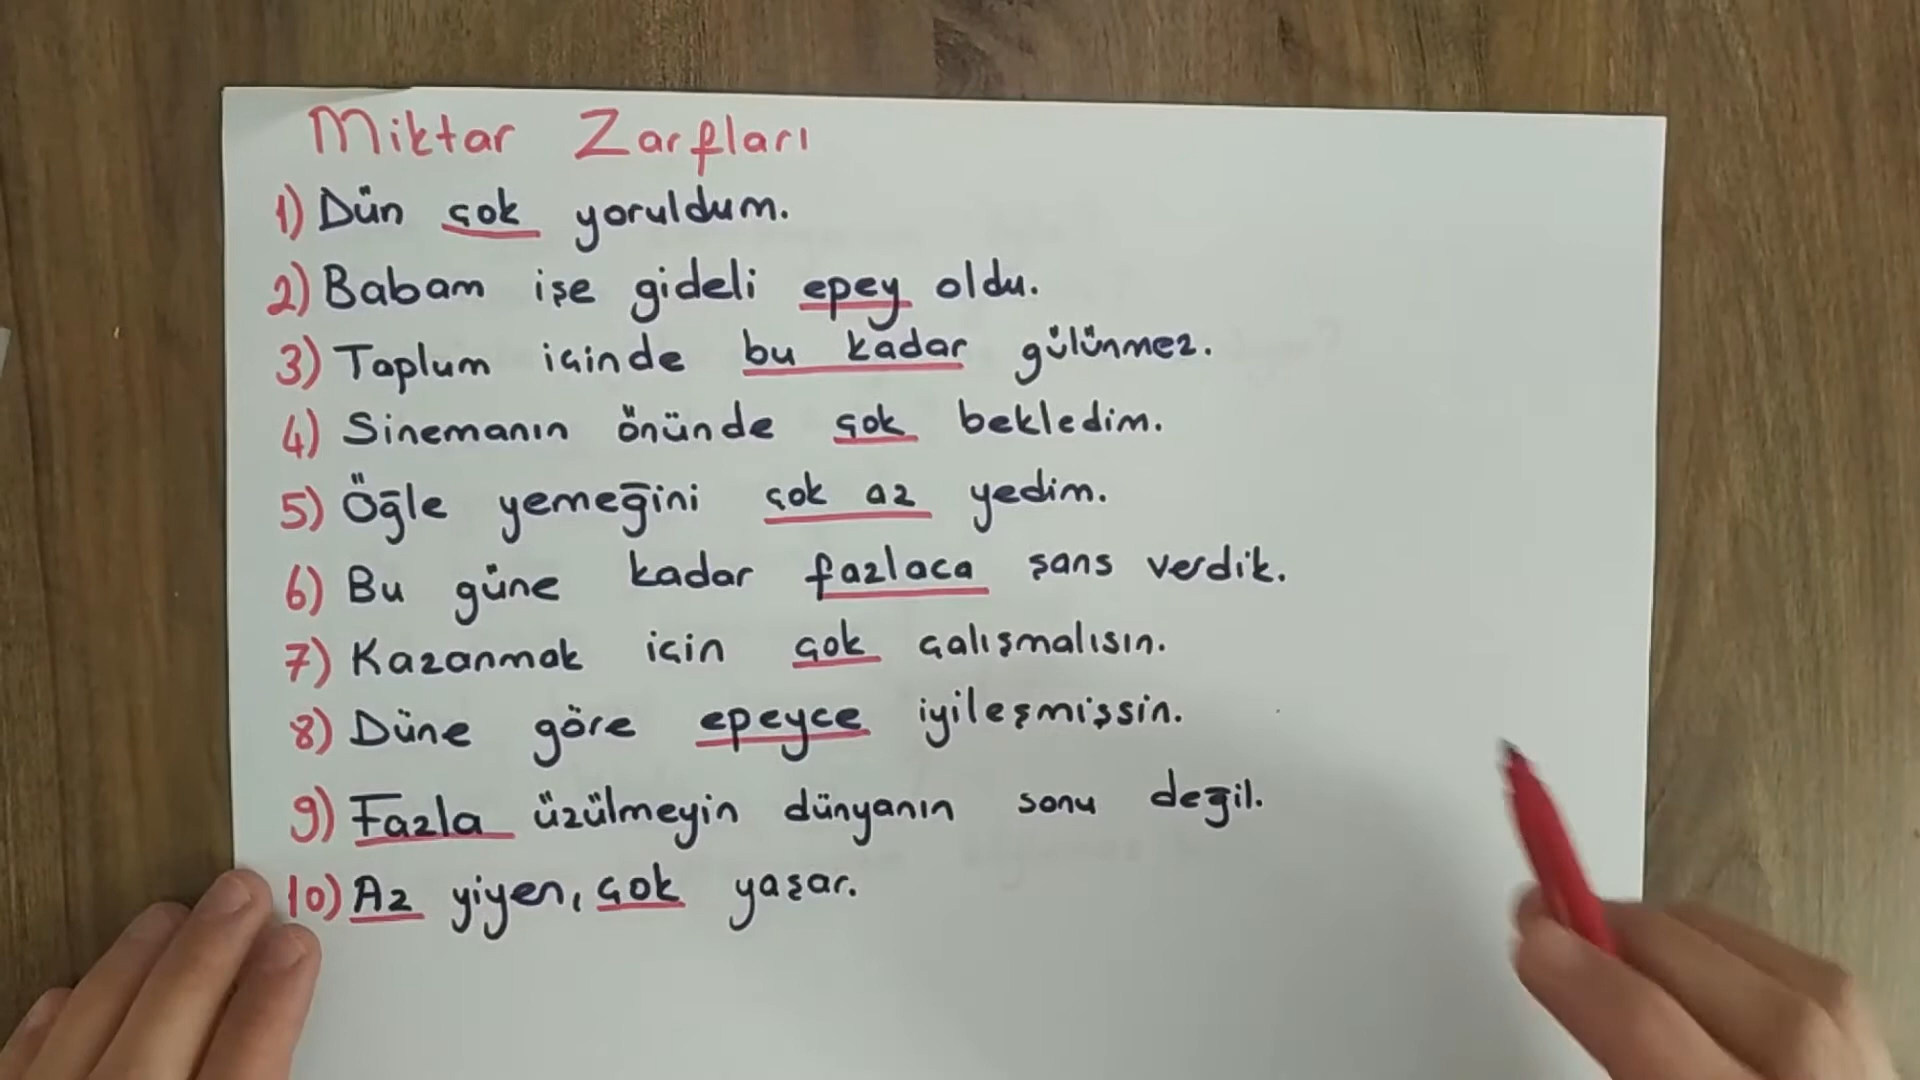 Miktar Zarfları
1) Dün çok yoruldum.
2) Babam işe gideli epey oldu.
3) Toplum içinde bu kadar gülünmez.
4) Sinemanın önünde çok bekledim.
5) Öğle yemeğini çok az yedim.
6) Bu güne kadar fazlaca şans verdik.
7) Kazanmak için çok çalışmalısın.
8) Düne göre epeyce iyileşmişsin.
9) Fazla üzülmeyin dünyanın sonu değil.
10) Az yiyen, çok yaşar.